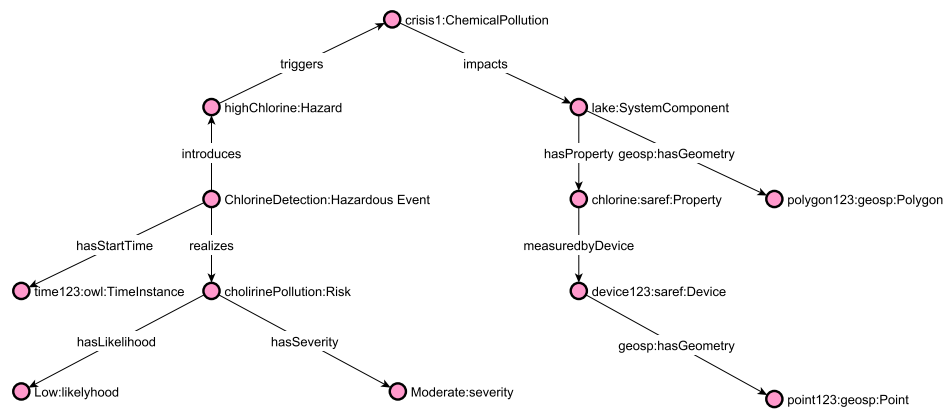 crisis1:ChemicalPollution
triggers
impacts
highChlorine:Hazard
lake:SystemComponent
introduces
hasProperty
geosp:hasGeometry
ChlorineDetection:Hazardous Event
chlorine:saref:Property
polygon123:geosp:Polygon
hasStartTime
realizes
measuredbyDevice
time123:owl:TimeInstance
cholirinePollution:Risk
device123:saref:Device
hasLikelihood
hasSeverity
geosp:hasGeometry
Low:likelyhood
Moderate:severity
point123:geosp:Point